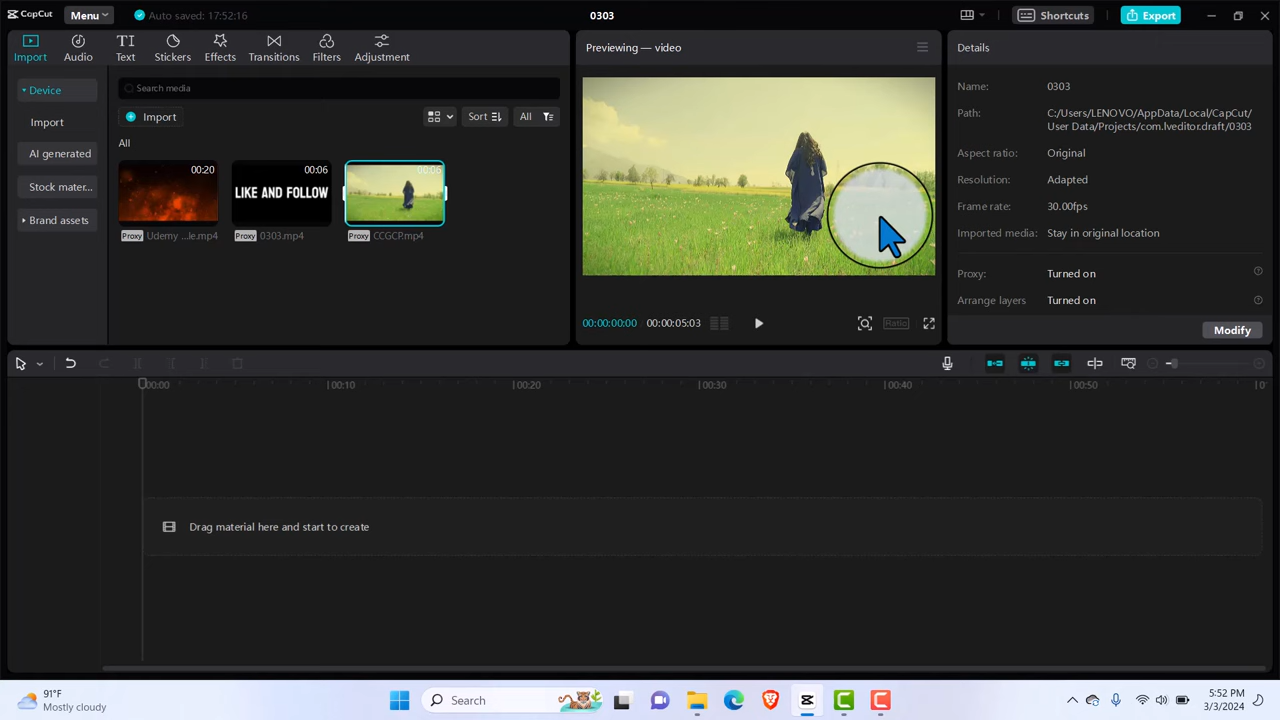 CapCut
Menu
Auto saved: 17:52:16
0303
Shortcuts
Export
Import
Audio
Text
Stickers
Effects
Transitions
Filters
Adjustment
Device
Import
AI generated
Stock mater...
Brand assets
Search media
Import
Sort
All
All
00:20
00:06
LIKE AND FOLLOW
00:06
Proxy Udemy ...le.mp4
Proxy 0303.mp4
Proxy CCGCP.mp4
Previewing — video
00:00:00:00
00:00:05:03
Ratio
Details
Name: 0303
Path: C:/Users/LENOVO/AppData/Local/CapCut/
User Data/Projects/com.lveditor.draft/0303
Aspect ratio: Original
Resolution: Adapted
Frame rate: 30.00fps
Imported media: Stay in original location
Proxy: Turned on
Arrange layers Turned on
Modify
00:00
00:10
00:20
00:30
00:40
00:50
Drag material here and start to create
91°F
Mostly cloudy
Search
5:52 PM
3/3/2024